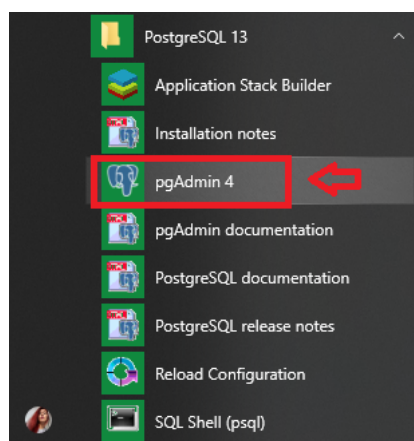 PostgreSQL 13
Application Stack Builder
Installation notes
pgAdmin 4
pgAdmin documentation
PostgreSQL documentation
PostgreSQL release notes
Reload Configuration
SQL Shell (psql)